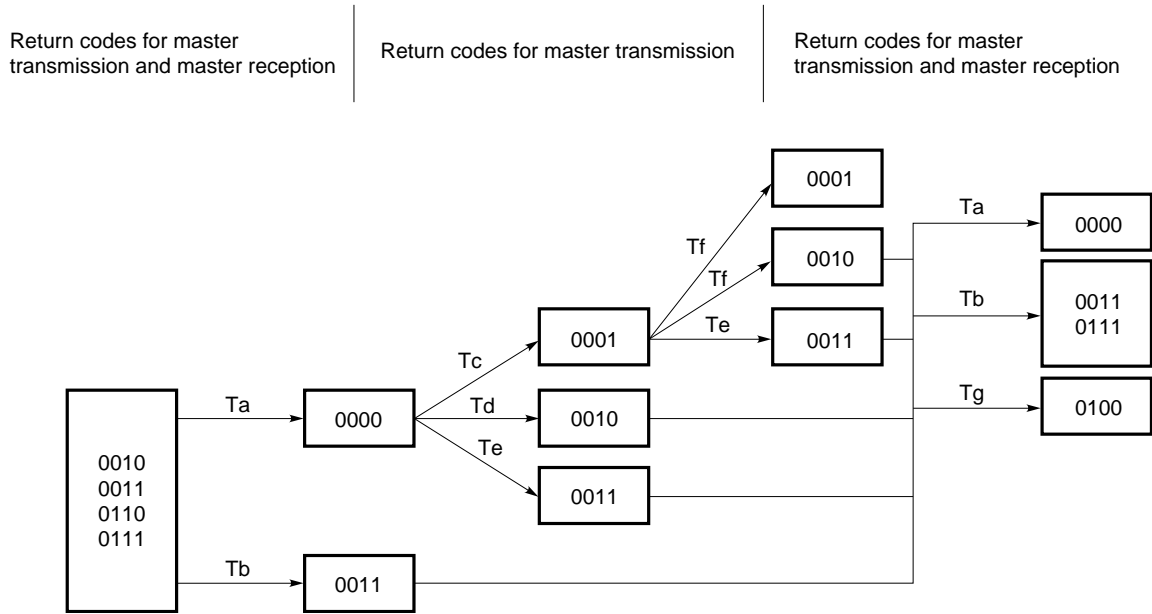 Return codes for master
transmission and master reception
Return codes for master transmission
Return codes for master
transmission and master reception
0001
Ta
0000
Tf
Tf
0010
Tb
0011
0111
0001
Te
0011
Tc
Tg
0100
Ta
0000
Td
0010
Te
0010
0011
0110
0111
0011
Tb
0011